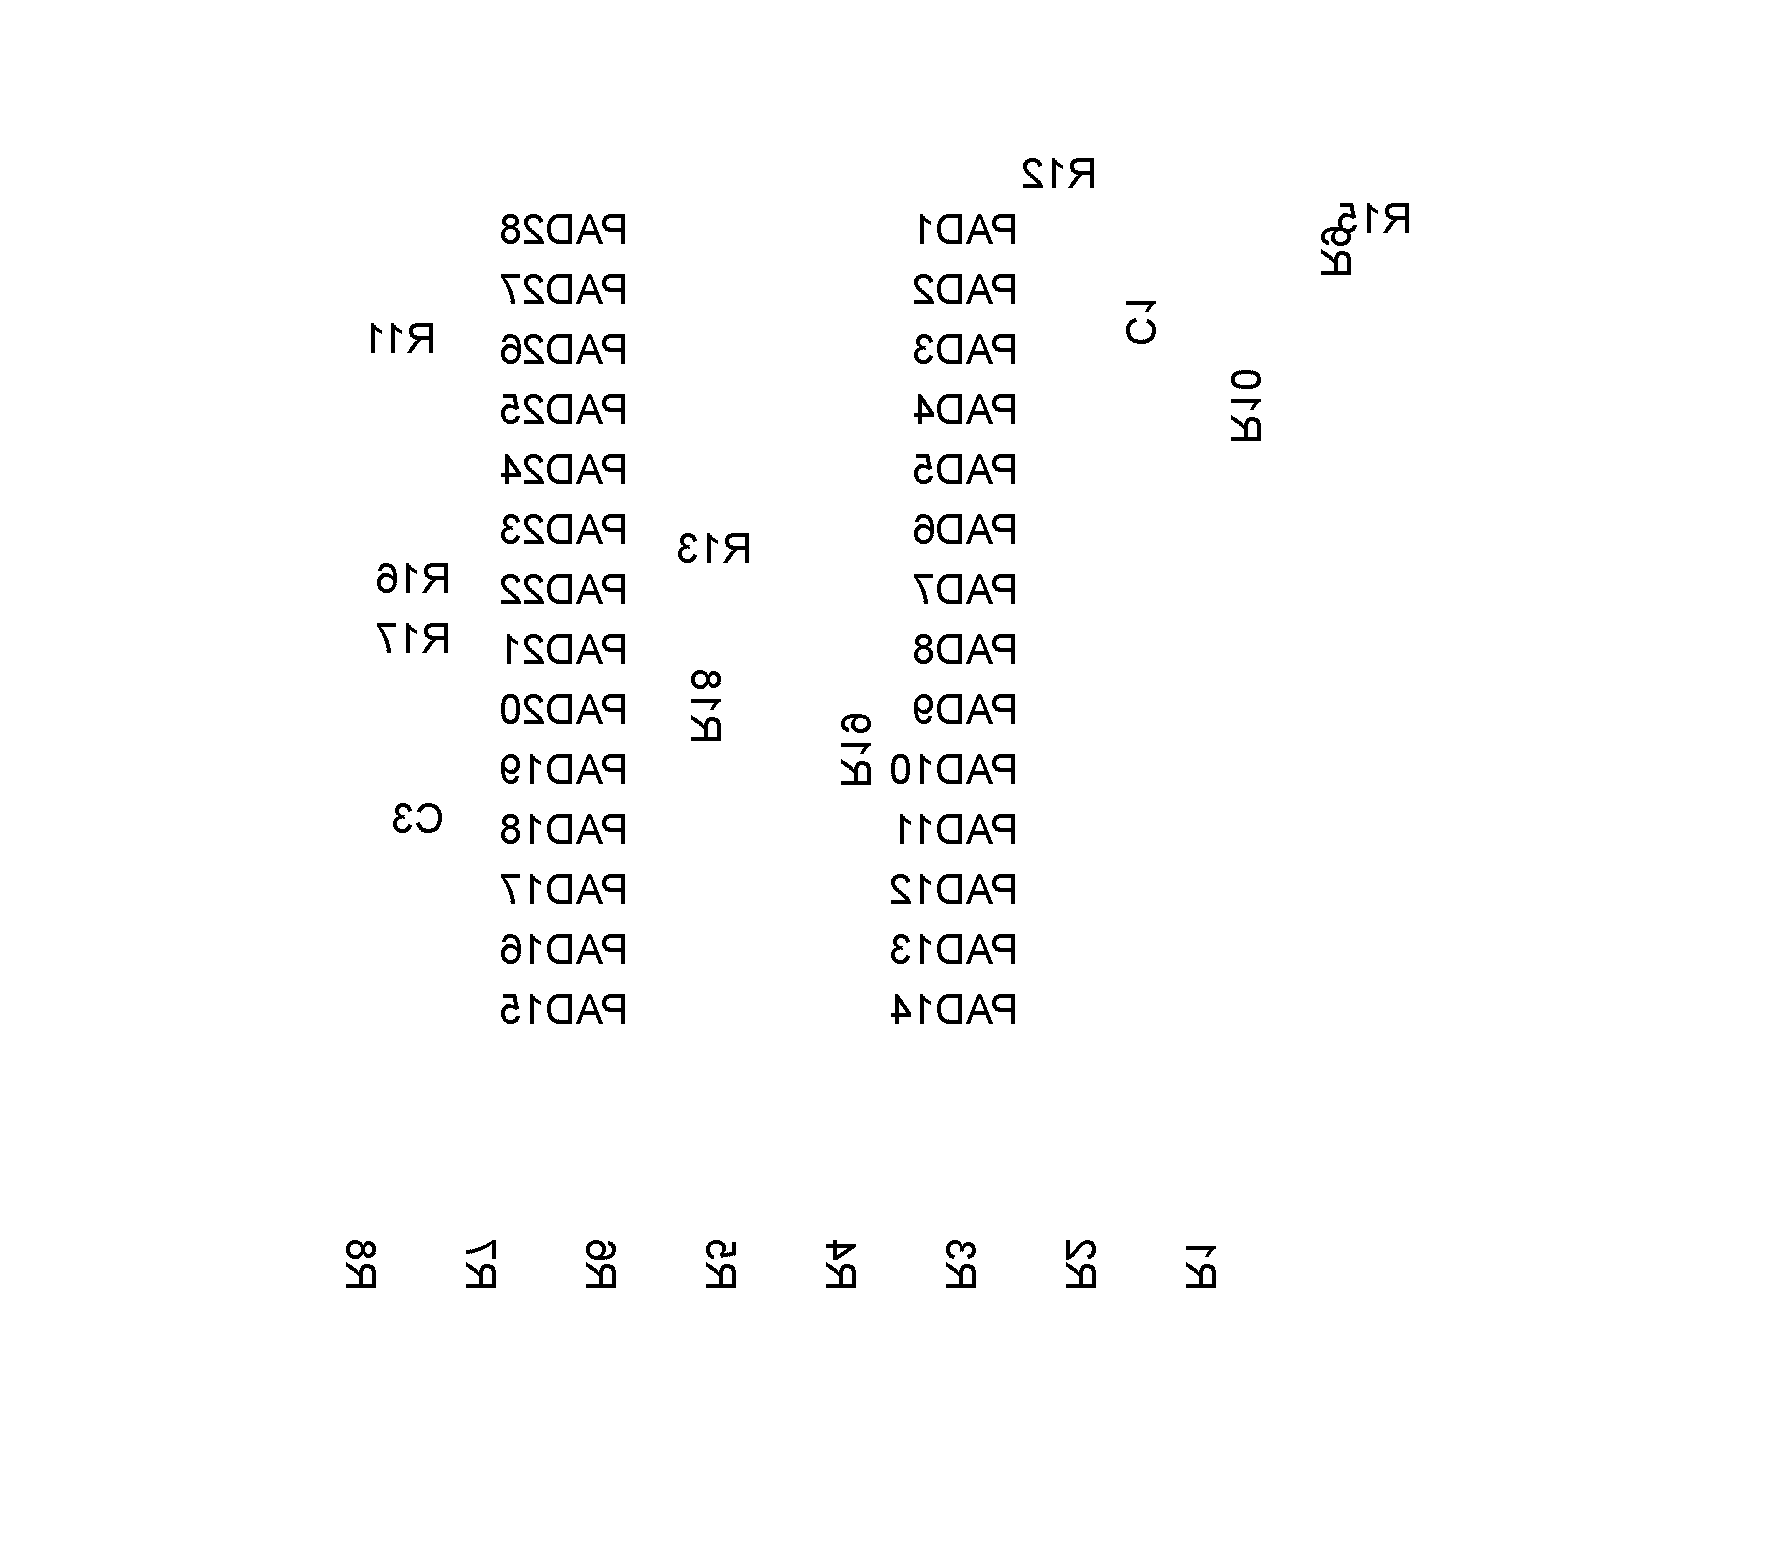 R12
R15
R9
PAD28 PAD1
PAD27 PAD2
C1
R11 PAD26 PAD3
R10
PAD25 PAD4
PAD24 PAD5
PAD23 PAD6
R13
R16 PAD22 PAD7
R17 PAD21 PAD8
R18
PAD20 PAD9
R19
PAD19 PAD10
C3 PAD18 PAD11
PAD17 PAD12
PAD16 PAD13
PAD15 PAD14
R8 R7 R6 R5 R4 R3 R2 R1